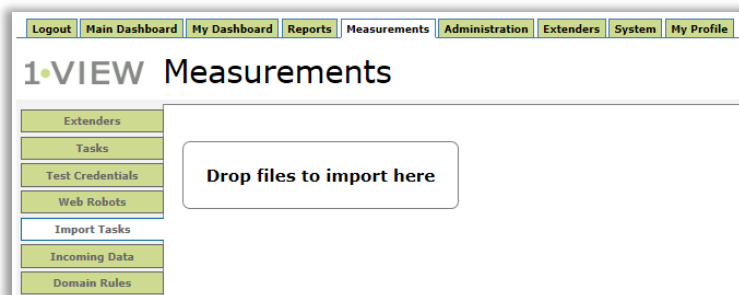 Logout Main Dashboard My Dashboard Reports Measurements Administration Extenders System My Profile
1•VIEW Measurements
Extenders
Tasks
Test Credentials
Web Robots
Import Tasks
Incoming Data
Domain Rules
Drop files to import here